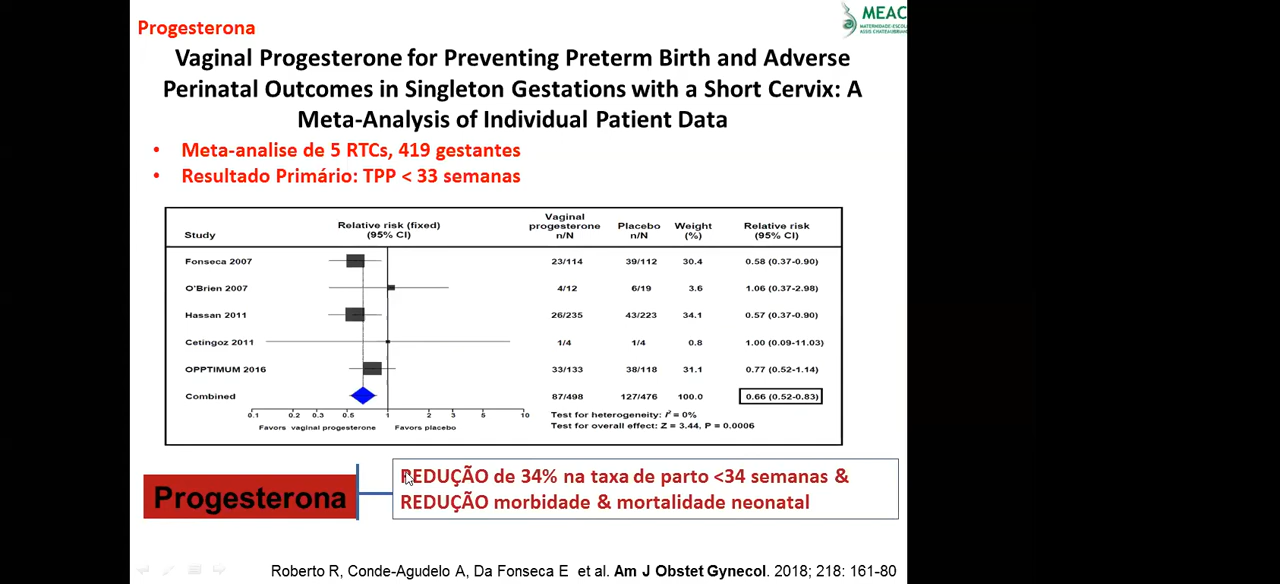 Progesterona
MEAC
MATERNIDADE-ESCOLA
ASSIS CHATEAUBRIAND
Vaginal Progesterone for Preventing Preterm Birth and Adverse
Perinatal Outcomes in Singleton Gestations with a Short Cervix: A
Meta-Analysis of Individual Patient Data
• Meta-analise de 5 RTCs, 419 gestantes
• Resultado Primário: TPP < 33 semanas
Study
Relative risk (fixed)
(95% CI)
Vaginal
progesterone
n/N
Placebo
n/N
Weight
(%)
Relative risk
(95% CI)
Fonseca 2007 23/114 39/112 30.4 0.58 (0.37-0.90)
O'Brien 2007 4/12 6/19 3.6 1.06 (0.37-2.98)
Hassan 2011 26/235 43/223 34.1 0.57 (0.37-0.90)
Cetingoz 2011 1/4 1/4 0.8 1.00 (0.09-11.03)
OPPTIMUM 2016 33/133 38/118 31.1 0.77 (0.52-1.14)
Combined 87/498 127/476 100.0 0.66 (0.52-0.83)
0.1 0.2 0.3 0.5 1 2 3 5 10
Favors vaginal progesterone Favors placebo
Test for heterogeneity: I² = 0%
Test for overall effect: Z = 3.44, P = 0.0006
Progesterona
REDUÇÃO de 34% na taxa de parto <34 semanas &
REDUÇÃO morbidade & mortalidade neonatal
Roberto R, Conde-Agudelo A, Da Fonseca E et al. Am J Obstet Gynecol. 2018; 218: 161-80